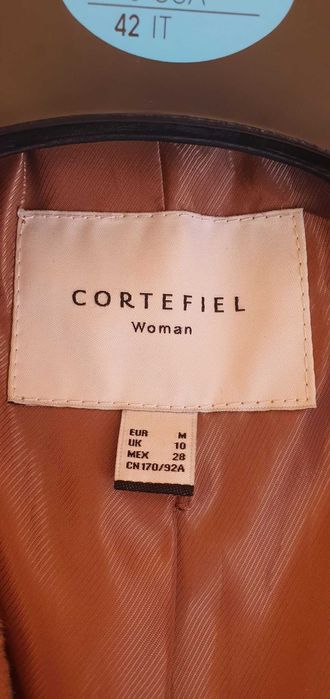 42 IT
CORTEFIEL
Woman
EUR M
UK 10
MEX 28
CN 170/92A